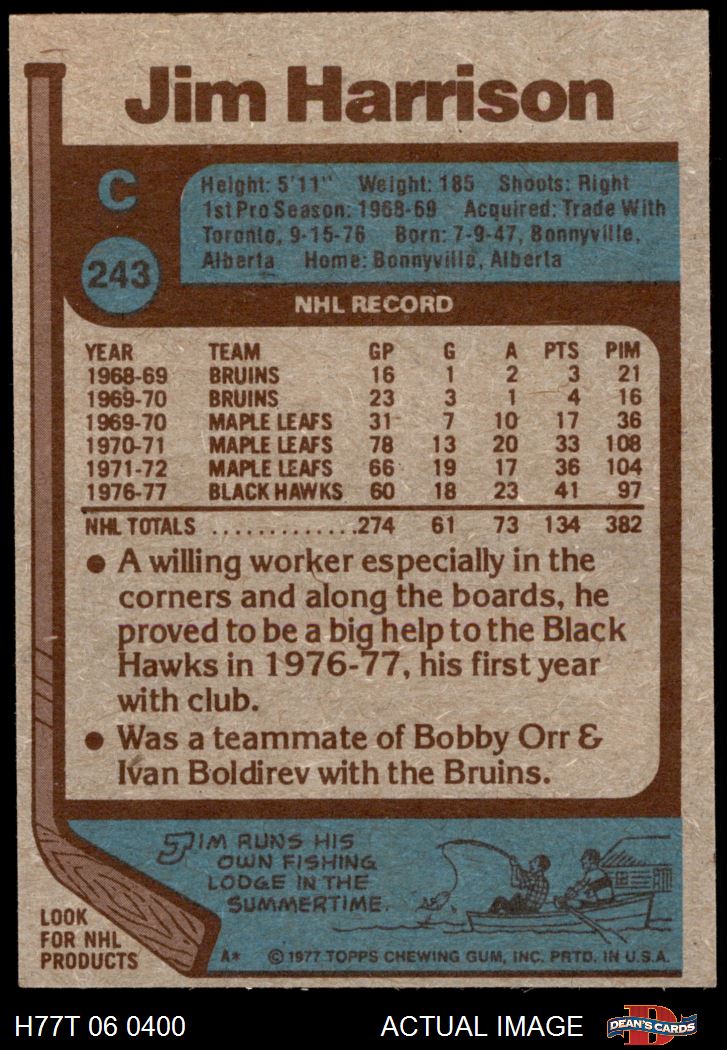 Jim Harrison
C
243
Height: 5'11" Weight: 185 Shoots: Right
1st Pro Season: 1968-69 Acquired: Trade With
Toronto, 9-15-76 Born: 7-9-47, Bonnyville,
Alberta Home: Bonnyville, Alberta
NHL RECORD
YEAR TEAM GP G A PTS PIM
1968-69 BRUINS 16 1 2 3 21
1969-70 BRUINS 23 3 1 4 16
1969-70 MAPLE LEAFS 31 7 10 17 36
1970-71 MAPLE LEAFS 78 13 20 33 108
1971-72 MAPLE LEAFS 66 19 17 36 104
1976-77 BLACK HAWKS 60 18 23 41 97
NHL TOTALS .............274 61 73 134 382
• A willing worker especially in the
corners and along the boards, he
proved to be a big help to the Black
Hawks in 1976-77, his first year
with club.
• Was a teammate of Bobby Orr &
Ivan Boldirev with the Bruins.
JIM RUNS HIS
OWN FISHING
LODGE IN THE
SUMMERTIME.
LOOK
FOR NHL
PRODUCTS
A* © 1977 TOPPS CHEWING GUM, INC. PRTD. IN U.S.A.
H77T 06 0400 ACTUAL IMAGE
D
DEAN'S CARDS